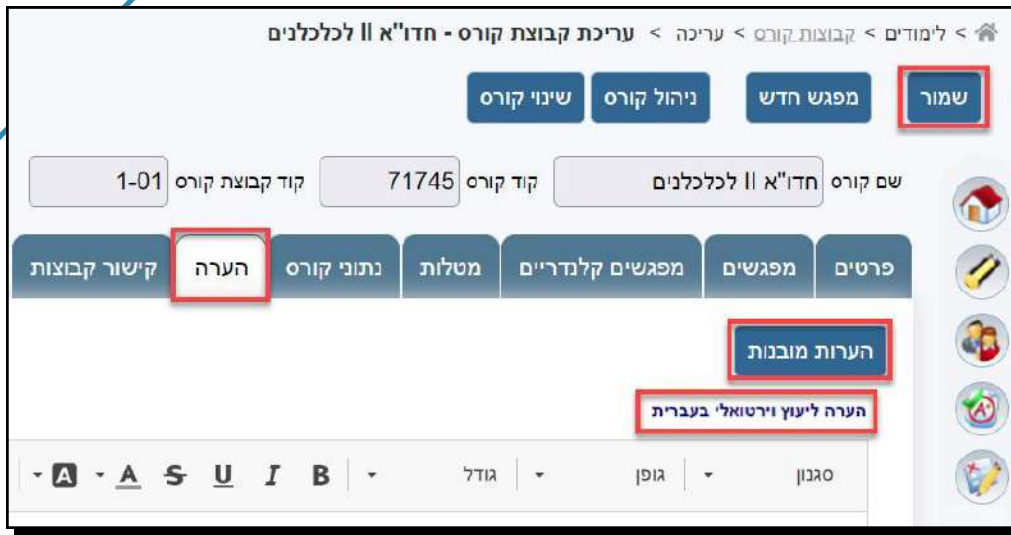 לימודים > קבוצות קורס > עריכה > עריכת קבוצת קורס - חדו"א II לכלכלנים
שמור מפגש חדש ניהול קורס שינוי קורס
שם קורס חדו"א II לכלכלנים קוד קורס 71745 קוד קבוצת קורס 1-01
פרטים מפגשים מפגשים קלנדריים מטלות נתוני קורס הערה קישור קבוצות
הערות מובנות
הערה ליעוץ וירטואלי בעברית
סגנון גופן גודל B I U S A A